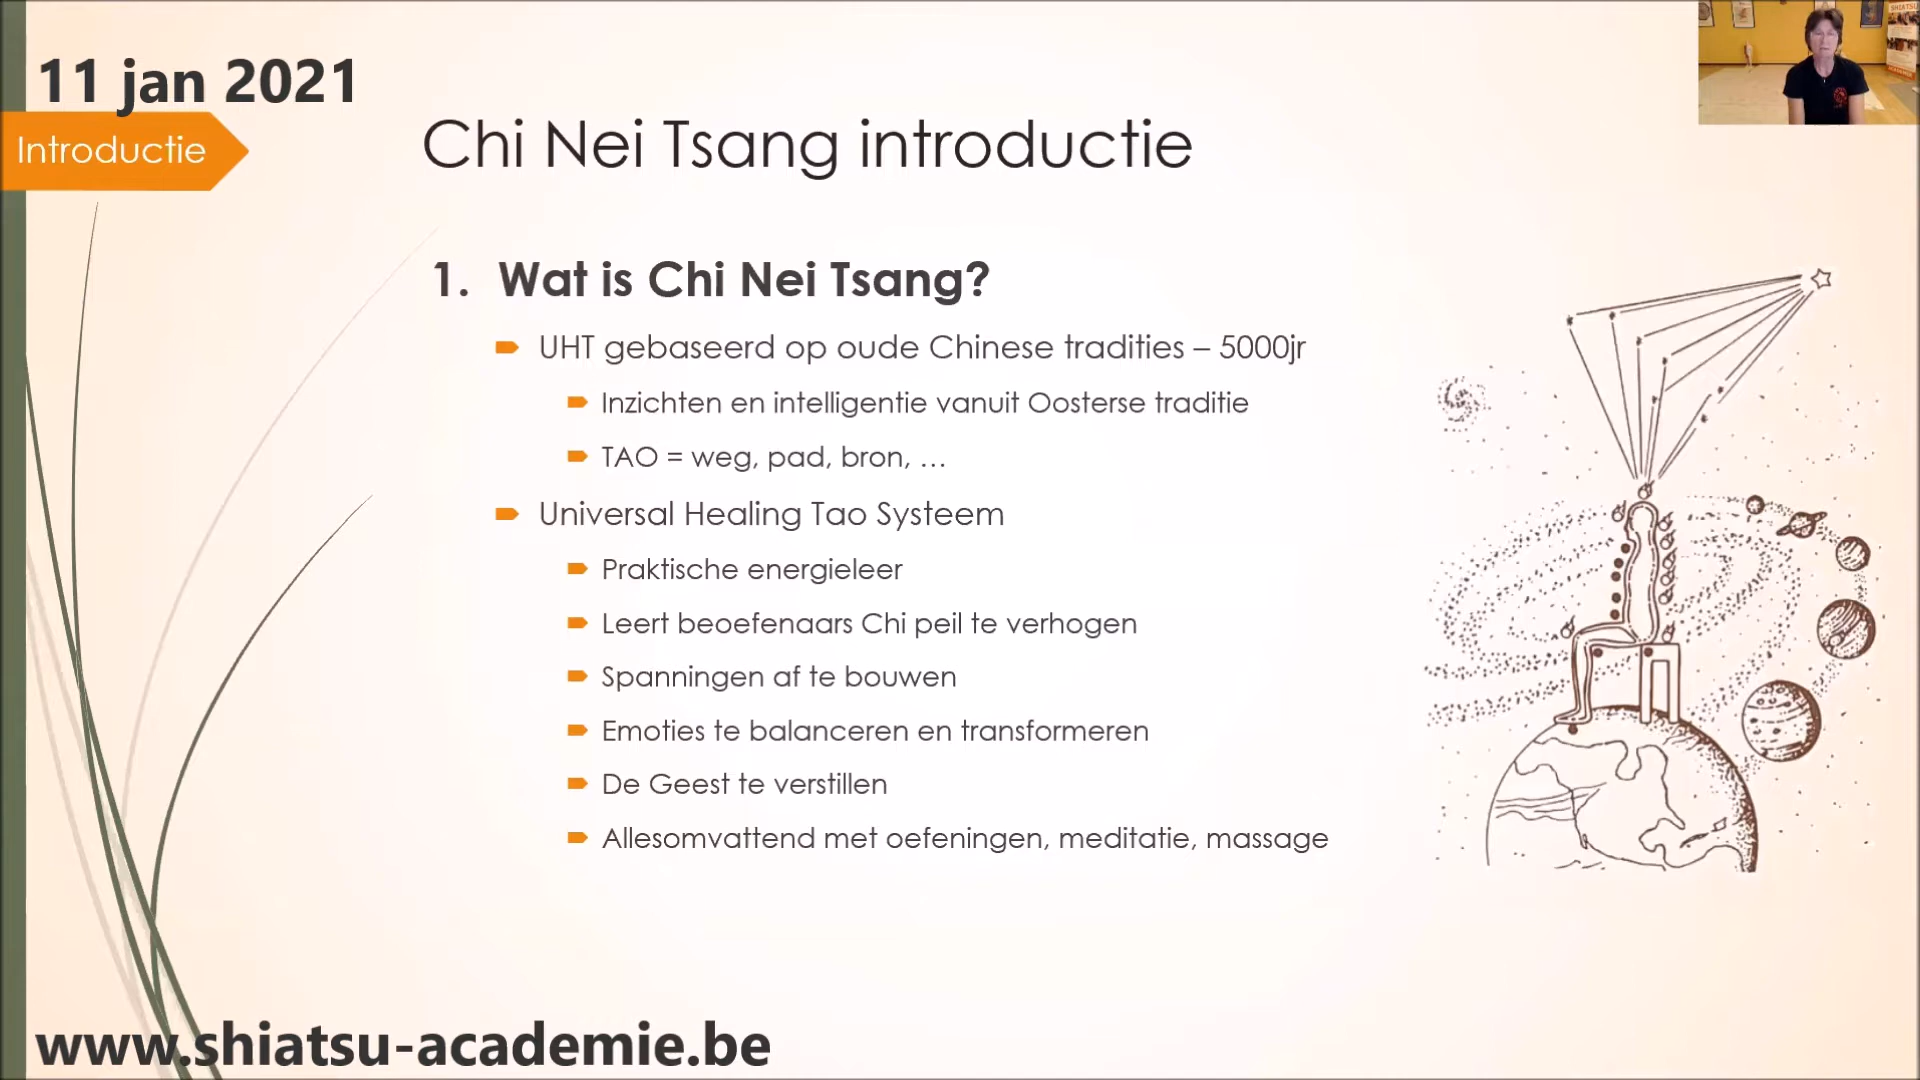 11 jan 2021
Introductie
Chi Nei Tsang introductie
1. Wat is Chi Nei Tsang?
UHT gebaseerd op oude Chinese tradities – 5000jr
Inzichten en intelligentie vanuit Oosterse traditie
TAO = weg, pad, bron, …
Universal Healing Tao Systeem
Praktische energieleer
Leert beoefenaars Chi peil te verhogen
Spanningen af te bouwen
Emoties te balanceren en transformeren
De Geest te verstillen
Allesomvattend met oefeningen, meditatie, massage
www.shiatsu-academie.be
SHIATSU